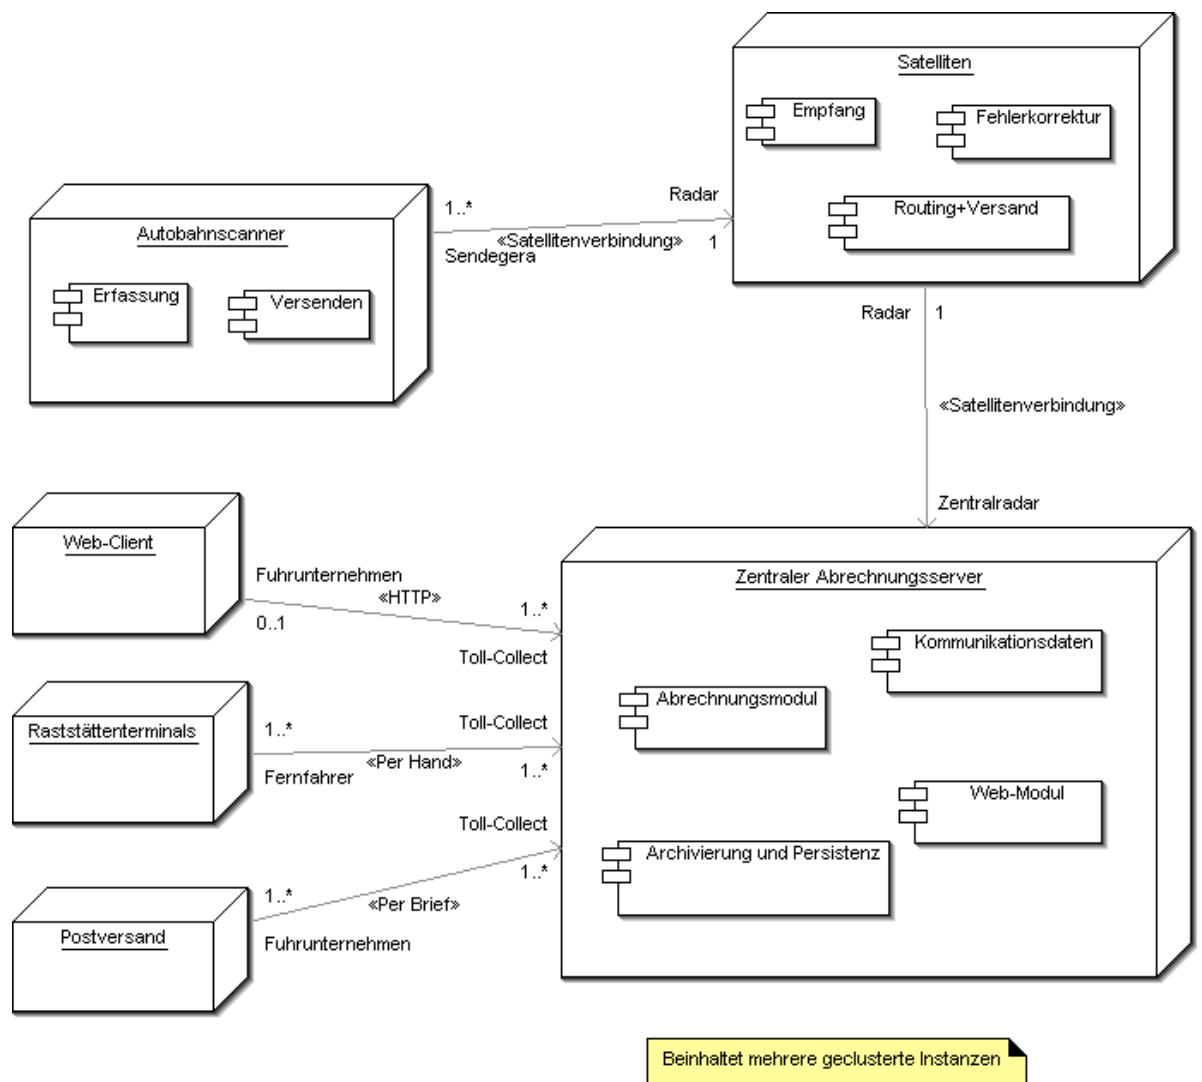 Satelliten
Empfang
Fehlerkorrektur
Routing+Versand
Autobahnscanner
Erfassung
Versenden
1..*
Radar
«Satellitenverbindung»
1
Sendegera
Radar
1
«Satellitenverbindung»
Zentralradar
Web-Client
Fuhrunternehmen
«HTTP»
0..1
1..*
Toll-Collect
Raststättenterminals
1..*
Toll-Collect
«Per Hand»
1..*
Fernfahrer
Postversand
1..*
Toll-Collect
1..*
«Per Brief»
Fuhrunternehmen
Zentraler Abrechnungsserver
Kommunikationsdaten
Abrechnungsmodul
Web-Modul
Archivierung und Persistenz
Beinhaltet mehrere geclusterte Instanzen